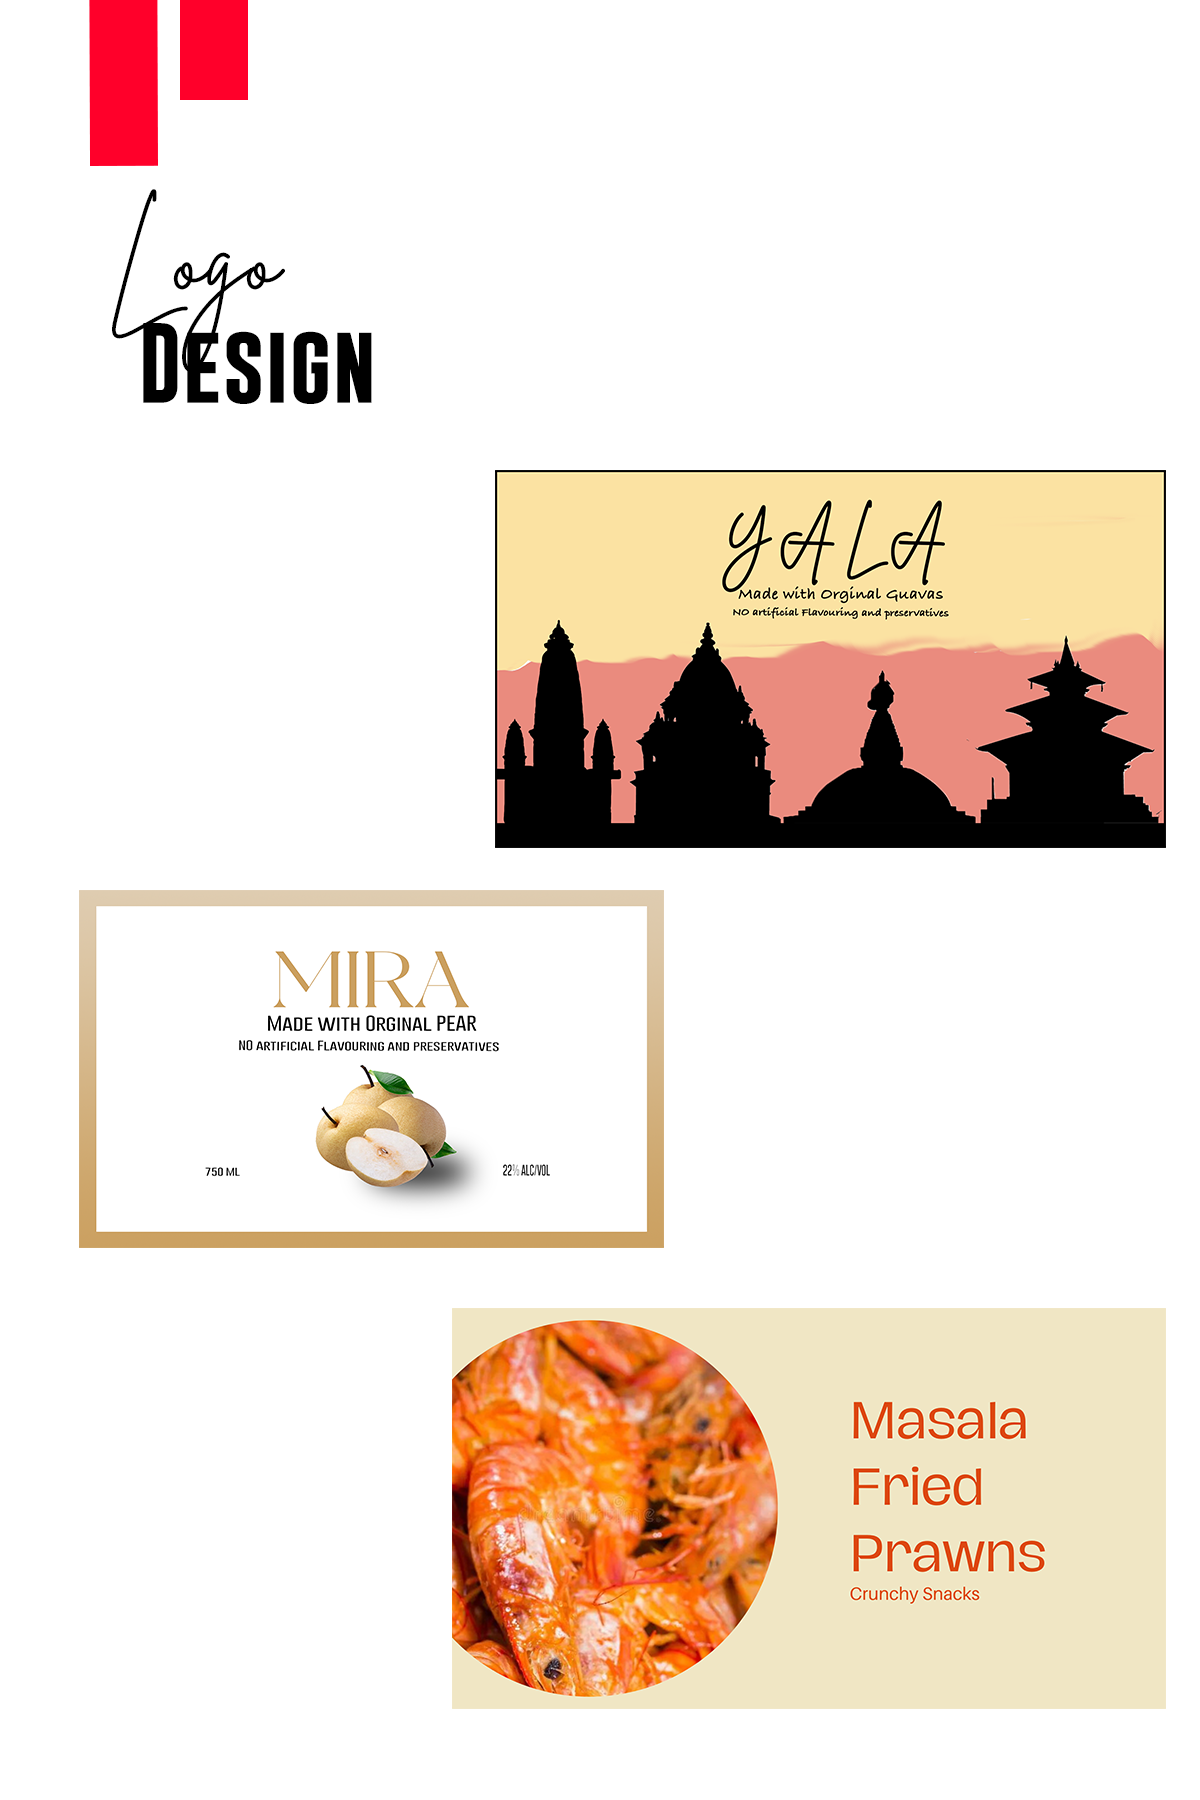 Logo
DESIGN
YALA
Made with Orginal Guavas
NO artificial Flavouring and preservatives
MIRA
MADE WITH ORGINAL PEAR
NO ARTIFICIAL FLAVOURING AND PRESERVATIVES
750 ML
22% ALC/VOL
Masala
Fried
Prawns
Crunchy Snacks